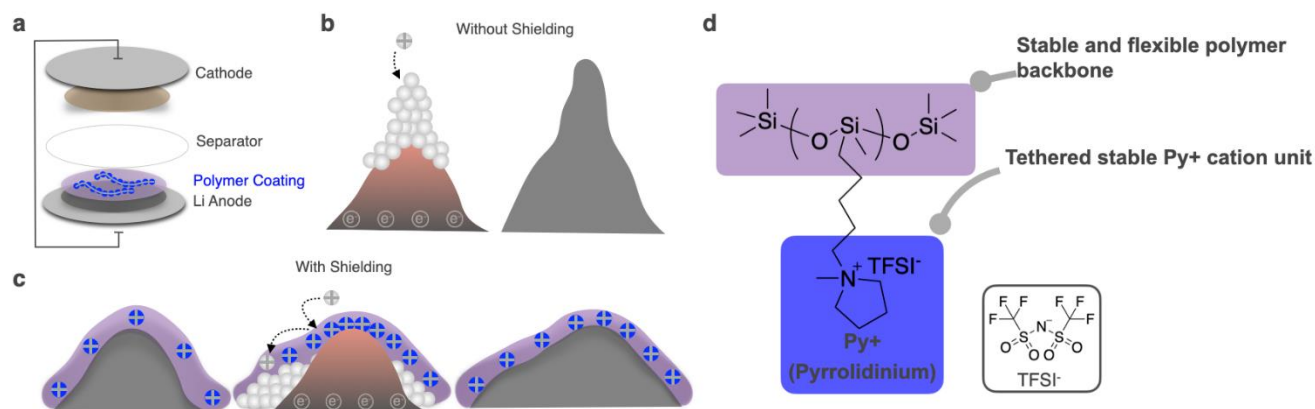 a
Cathode
Separator
Polymer Coating
Li Anode
b
Without Shielding
e⁻ e⁻ e⁻ e⁻
c
With Shielding
e⁻ e⁻ e⁻ e⁻
d
Stable and flexible polymer
backbone
Si ( O Si ) O Si
Tethered stable Py+ cation unit
N⁺ TFSI⁻
Py+
(Pyrrolidinium)
F F F F
F N⁻ F
S S
O O O O
TFSI⁻